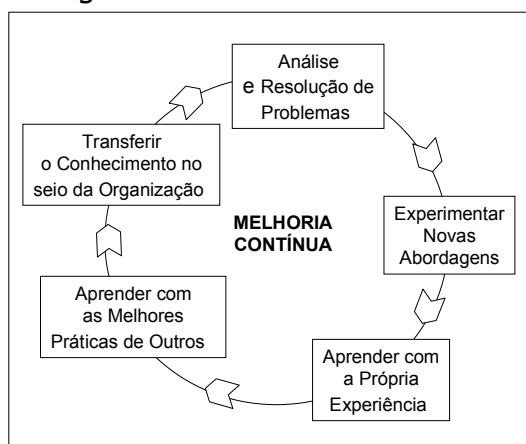 Análise
e Resolução de
Problemas
Transferir
o Conhecimento no
seio da Organização
MELHORIA
CONTÍNUA
Experimentar
Novas
Abordagens
Aprender com
as Melhores
Práticas de Outros
Aprender com
a Própria
Experiência